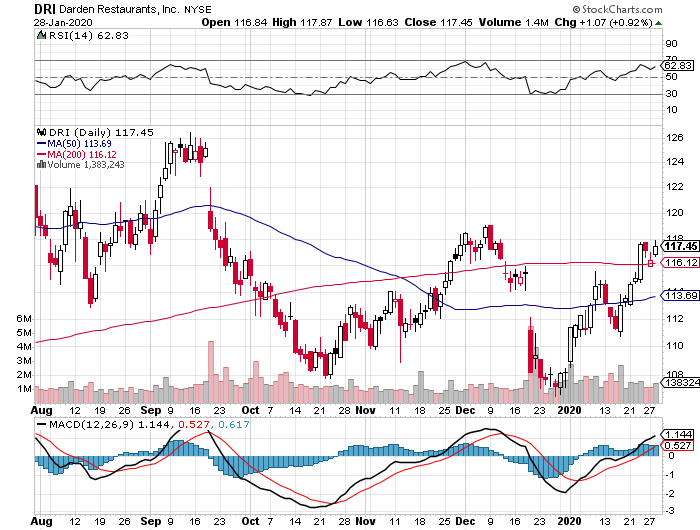 DRI Darden Restaurants, Inc. NYSE © StockCharts.com
28-Jan-2020 Open 116.84 High 117.87 Low 116.63 Close 117.45 Volume 1.4M Chg +1.07 (+0.92%)
RSI(14) 62.83
90
70
62.83
50
30
10
DRI (Daily) 117.45
MA(50) 113.69
MA(200) 116.12
Volume 1,383,243
126
124
122
120
118
117.45
116.12
114
113.69
112
110
108
138324
6M
5M
4M
3M
2M
1M
Aug 12 19 26 Sep 9 16 23 Oct 7 14 21 28 Nov 11 18 25 Dec 9 16 23 2020 13 21 27
MACD(12,26,9) 1.144, 0.527, 0.617
1.144
0.527
0
-1
-2
-3
Aug 12 19 26 Sep 9 16 23 Oct 7 14 21 28 Nov 11 18 25 Dec 9 16 23 2020 13 21 27